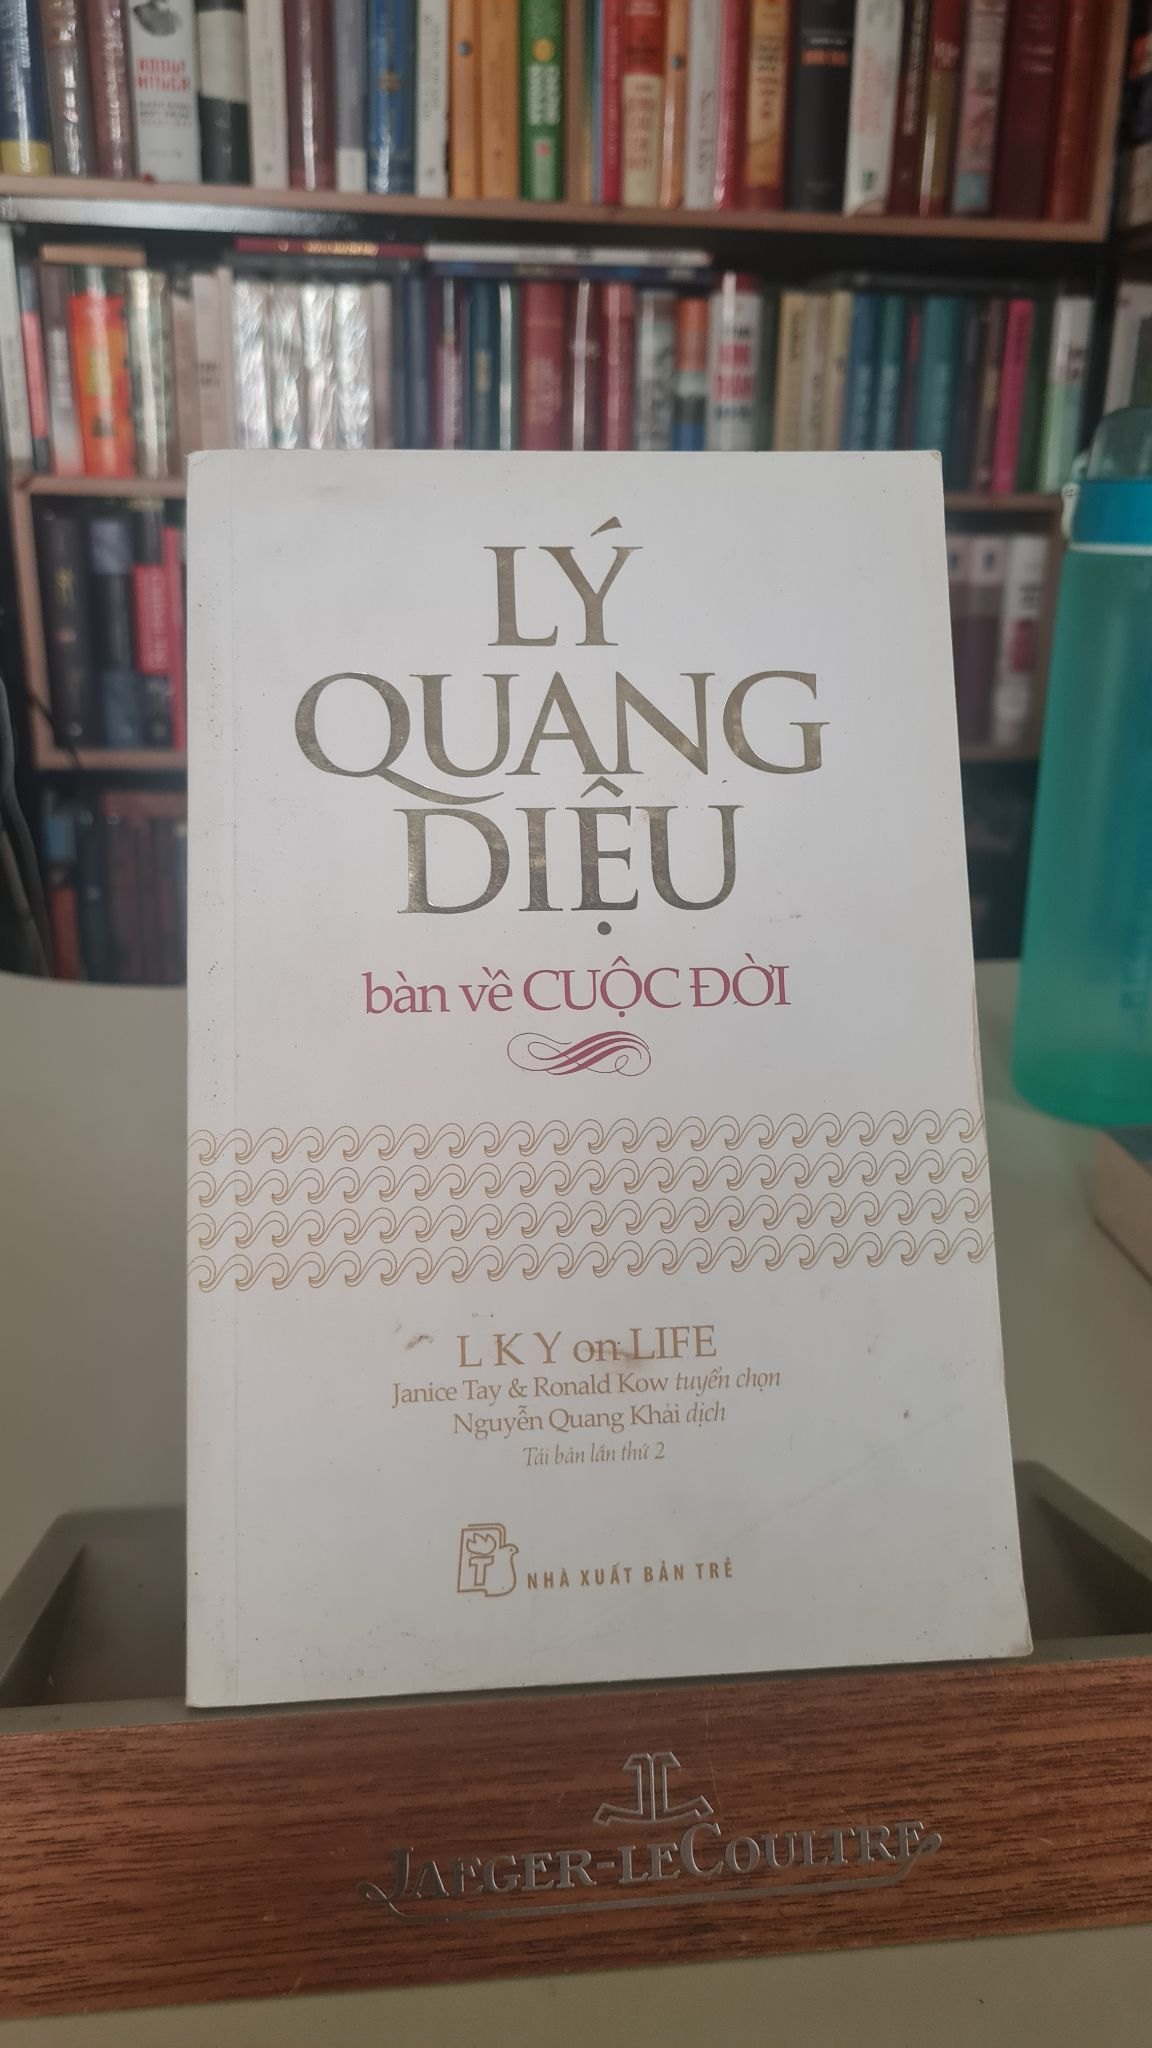 LÝ
QUANG
DIỆU
bàn về CUỘC ĐỜI
L K Y on LIFE
Janice Tay & Ronald Kow tuyển chọn
Nguyễn Quang Khải dịch
Tái bản lần thứ 2
T
NHÀ XUẤT BẢN TRẺ
JAEGER-LECOULTRE